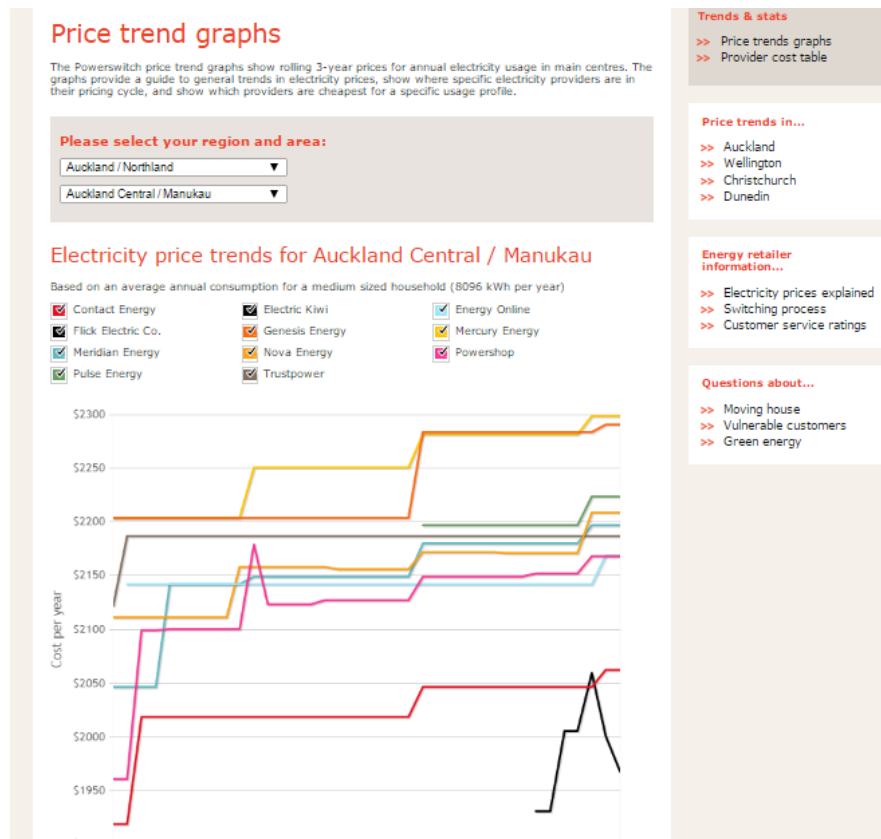 Price trend graphs
The Powerswitch price trend graphs show rolling 3-year prices for annual electricity usage in main centres. The
graphs provide a guide to general trends in electricity prices, show where specific electricity providers are in
their pricing cycle, and show which providers are cheapest for a specific usage profile.
Please select your region and area:
Auckland / Northland
Auckland Central / Manukau
Electricity price trends for Auckland Central / Manukau
Based on an average annual consumption for a medium sized household (8096 kWh per year)
Contact Energy
Electric Kiwi
Energy Online
Flick Electric Co.
Genesis Energy
Mercury Energy
Meridian Energy
Nova Energy
Powershop
Pulse Energy
Trustpower
$2300
$2250
$2200
$2150
$2100
$2050
$2000
$1950
Cost per year
Trends & stats
>> Price trends graphs
>> Provider cost table
Price trends in...
>> Auckland
>> Wellington
>> Christchurch
>> Dunedin
Energy retailer
information...
>> Electricity prices explained
>> Switching process
>> Customer service ratings
Questions about...
>> Moving house
>> Vulnerable customers
>> Green energy